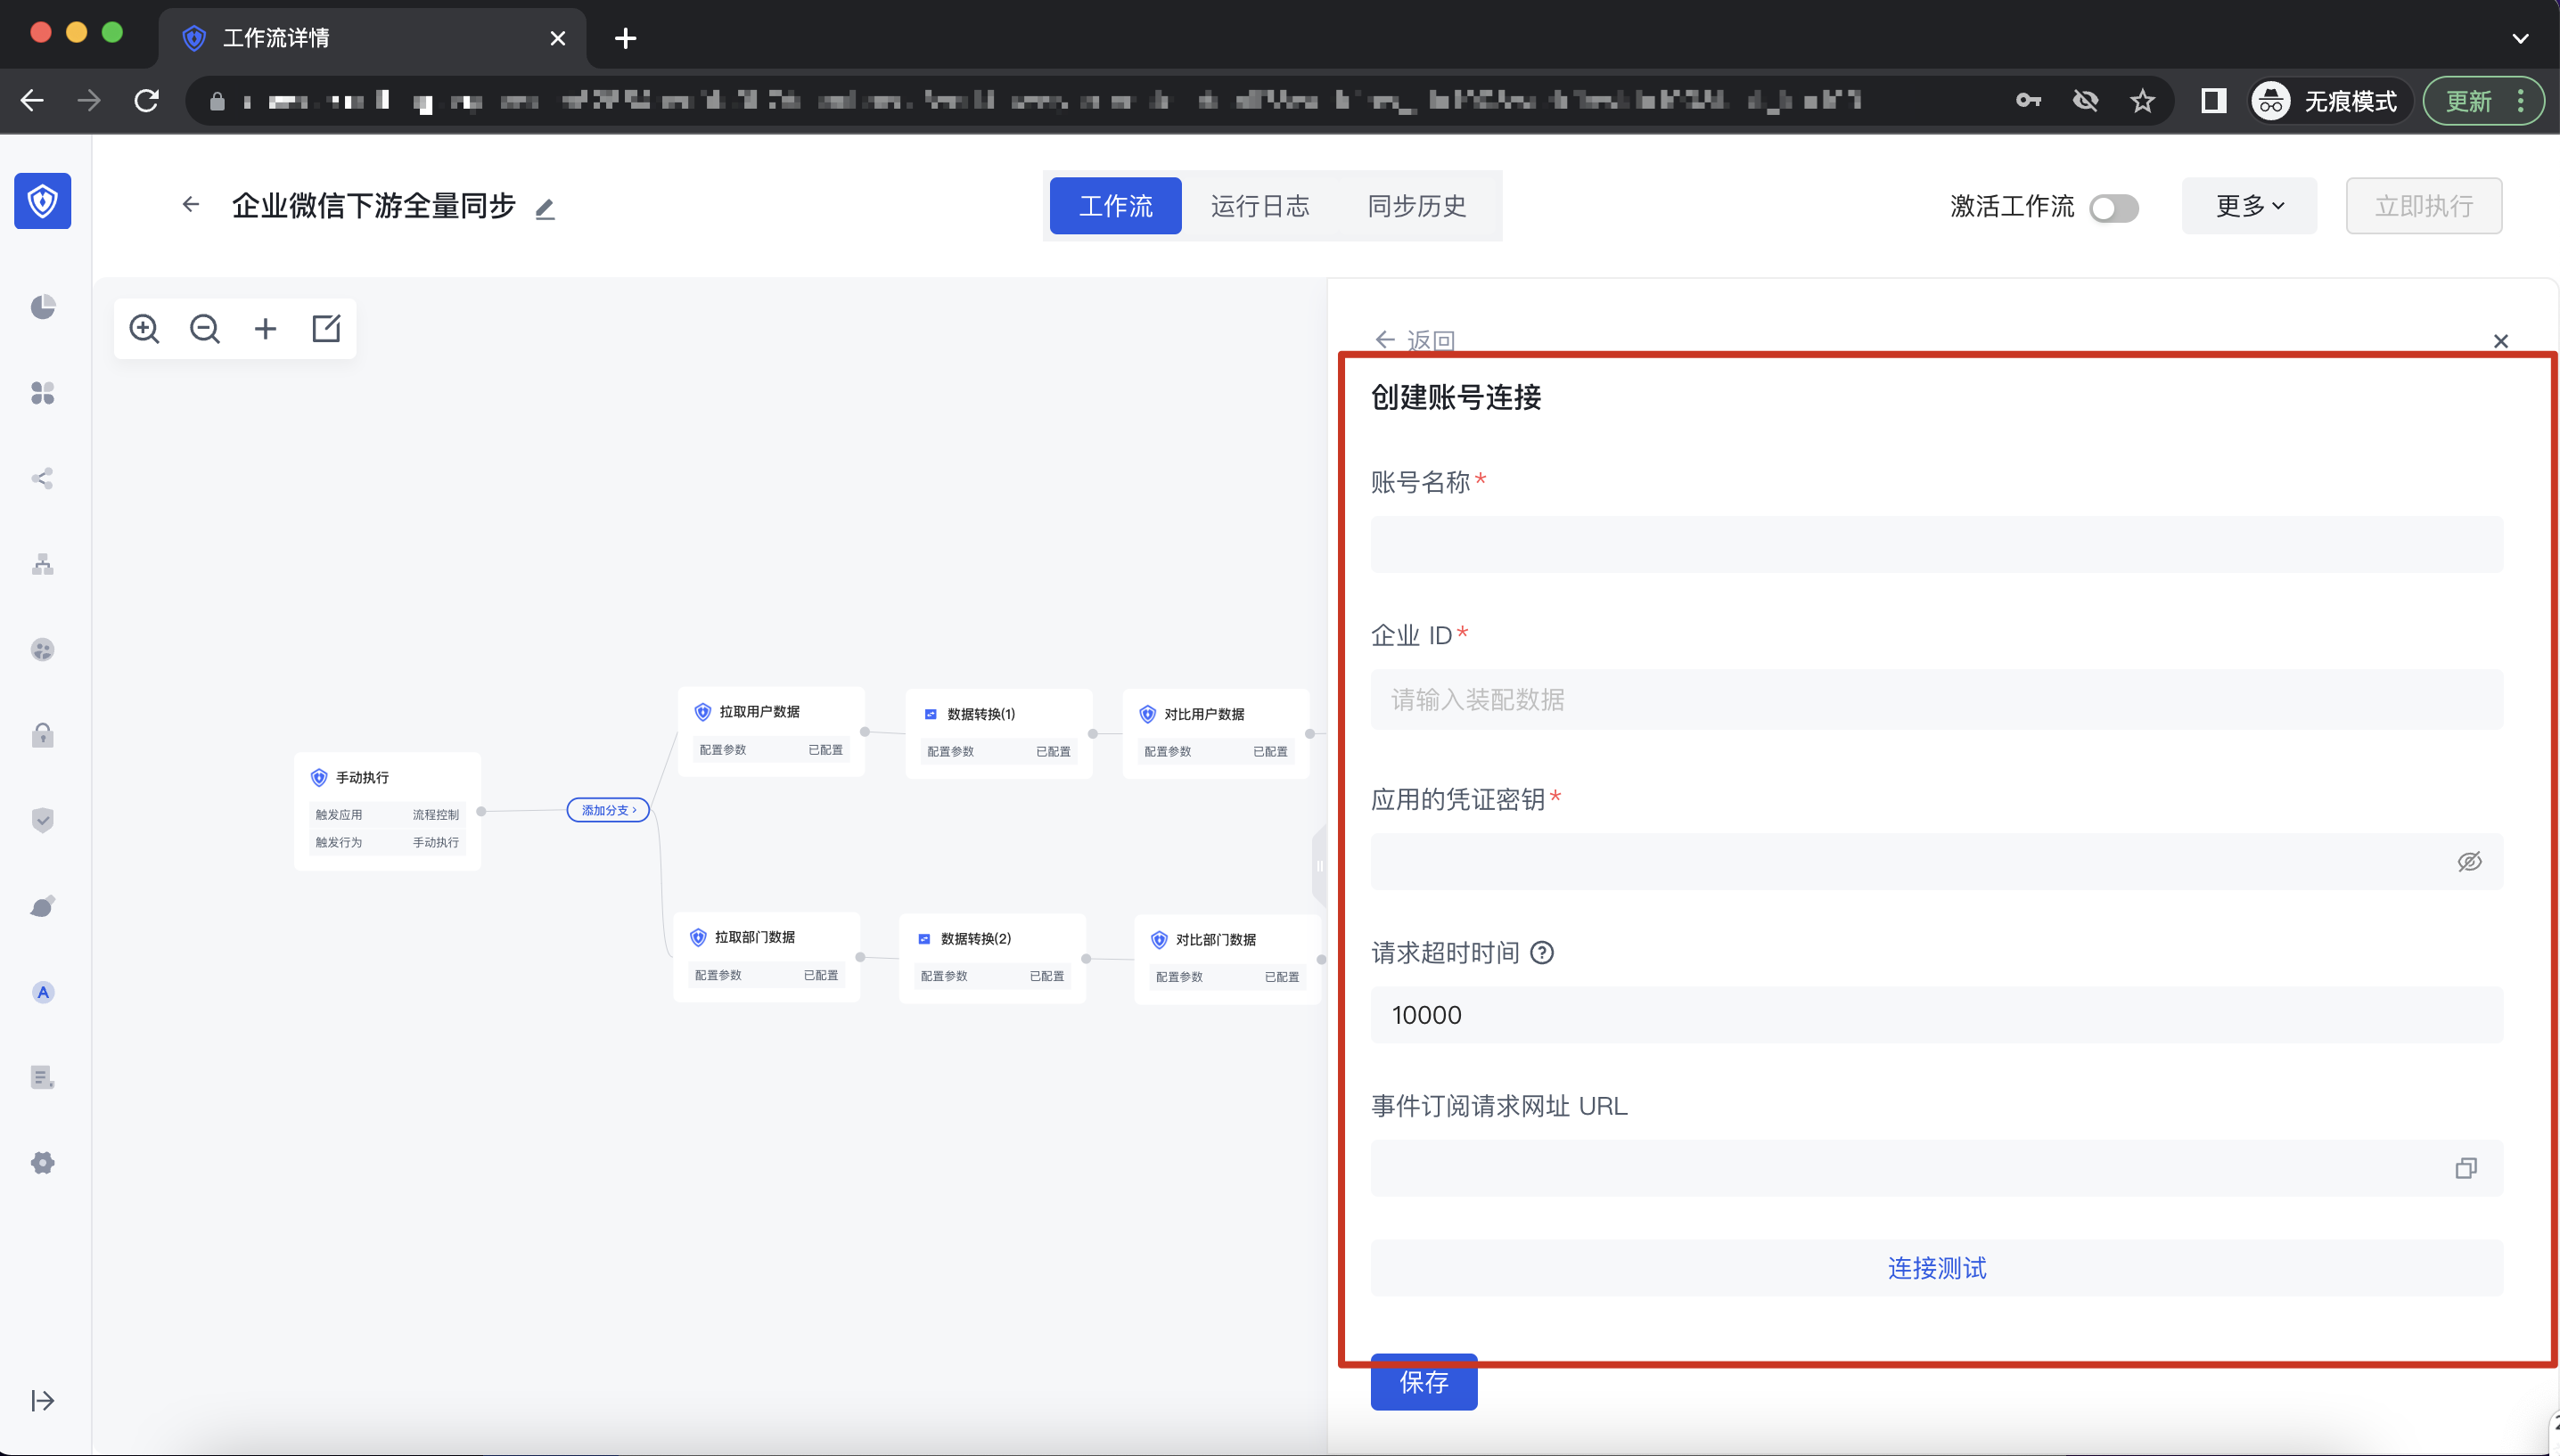 工作流详情
无痕模式
更新
企业微信下游全量同步
工作流
运行日志
同步历史
激活工作流
更多
立即执行
返回
创建账号连接
账号名称*
企业 ID*
请输入装配数据
应用的凭证密钥*
请求超时时间
10000
事件订阅请求网址 URL
连接测试
保存
手动执行
触发应用 流程控制
触发行为 手动执行
添加分支
拉取用户数据
配置参数 已配置
数据转换(1)
配置参数 已配置
对比用户数据
配置参数 已配置
拉取部门数据
配置参数 已配置
数据转换(2)
配置参数 已配置
对比部门数据
配置参数 已配置
A